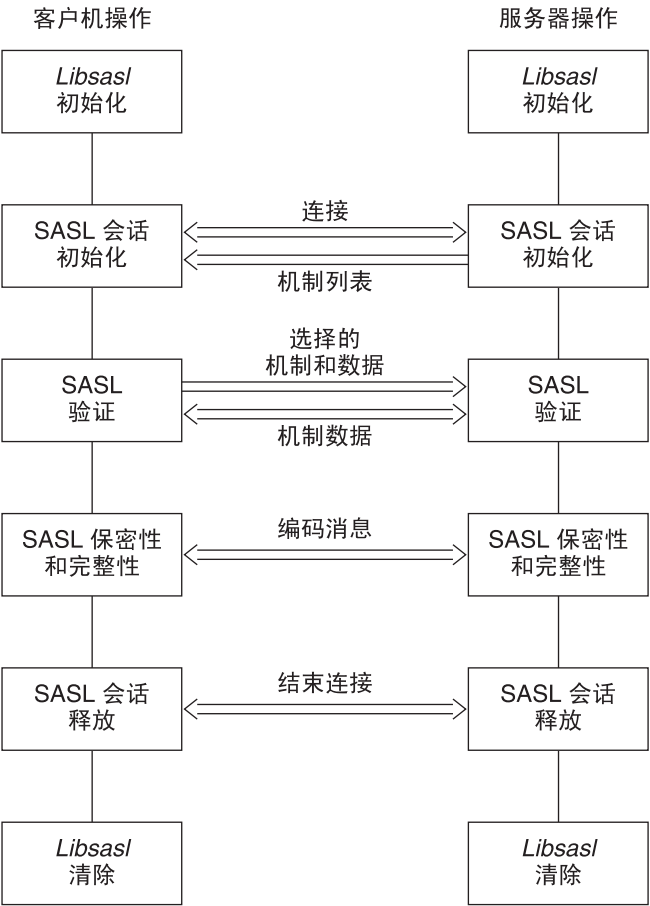 客户机操作
服务器操作
Libsasl
初始化
Libsasl
初始化
SASL 会话
初始化
连接
机制列表
SASL 会话
初始化
SASL
验证
选择的
机制和数据
机制数据
SASL
验证
SASL 保密性
和完整性
编码消息
SASL 保密性
和完整性
SASL 会话
释放
结束连接
SASL 会话
释放
Libsasl
清除
Libsasl
清除